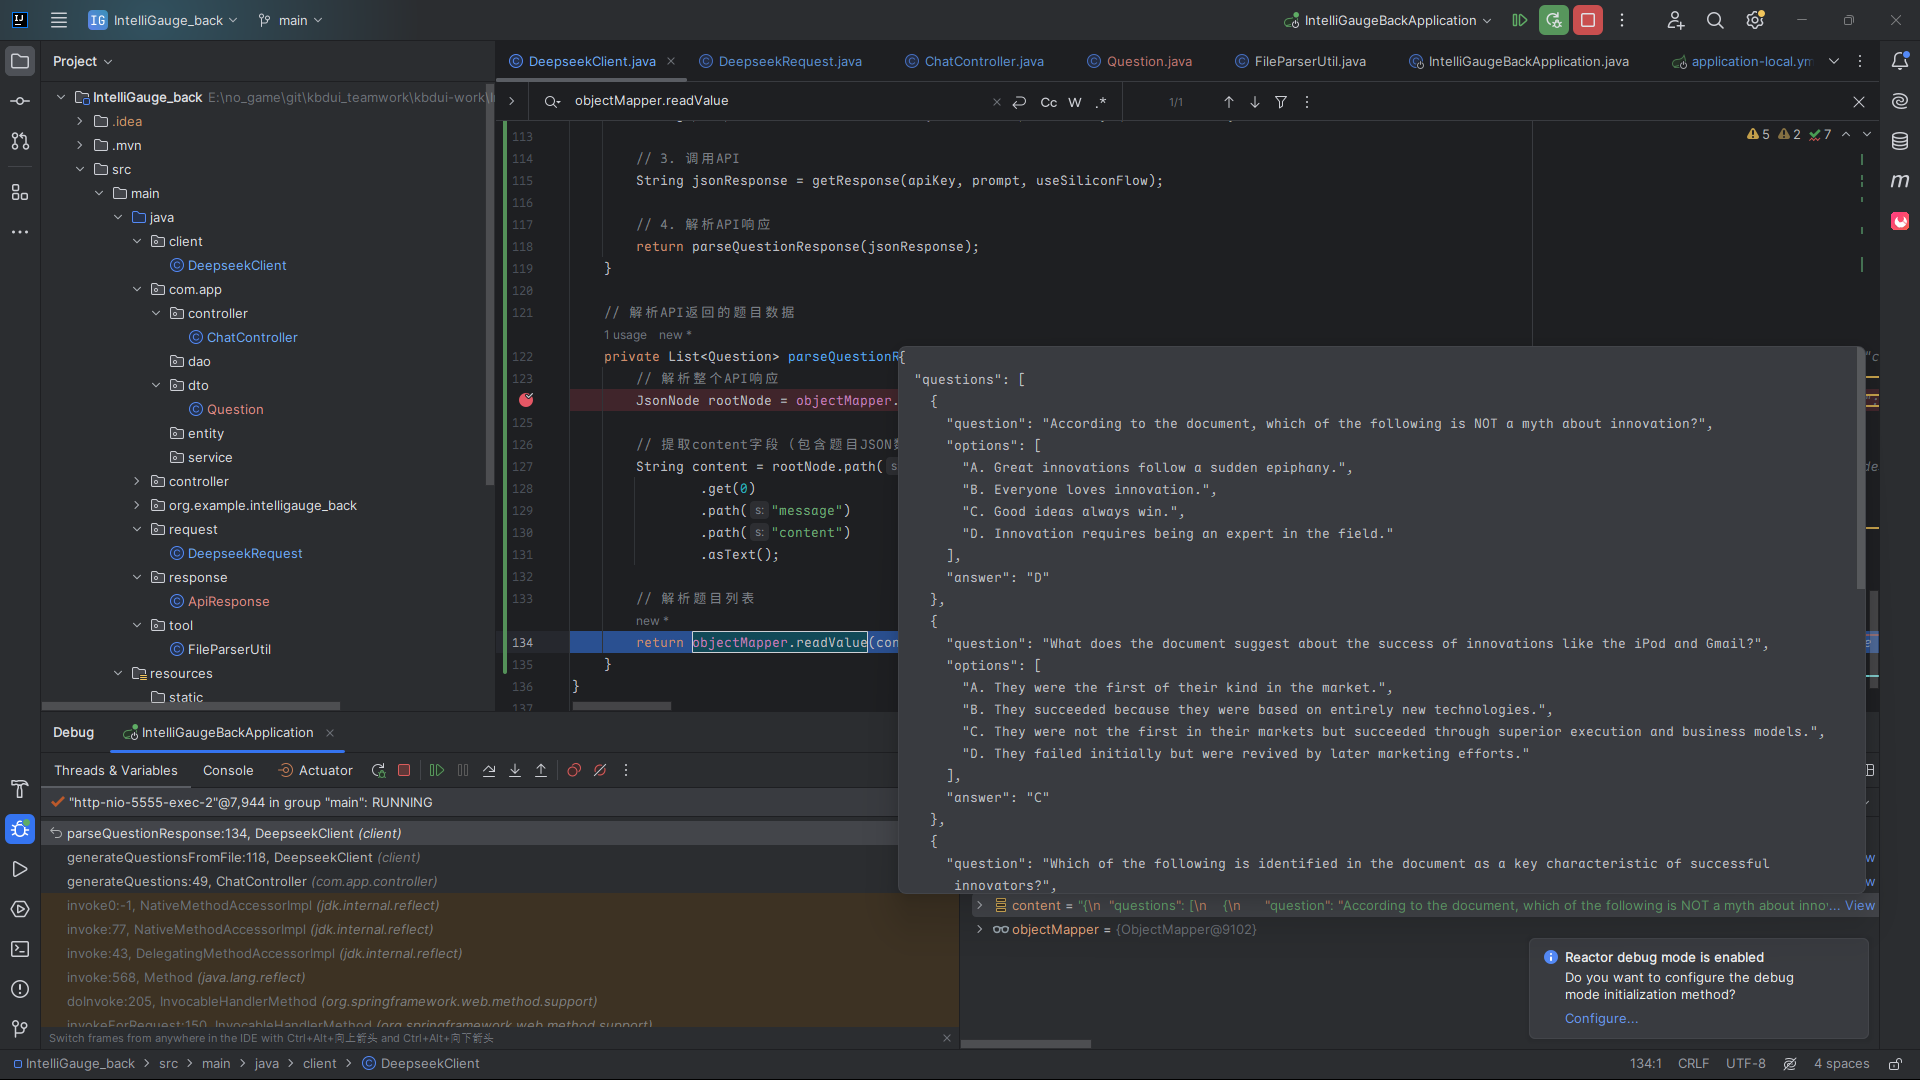 IJ
IG IntelliGauge_back
main
IntelliGaugeBackApplication
Project
DeepseekClient.java
DeepseekRequest.java
ChatController.java
Question.java
FileParserUtil.java
IntelliGaugeBackApplication.java
application-local.ym
objectMapper.readValue
Cc W .*
1/1
IntelliGauge_back E:\no_game\git\kbdui_teamwork\kbdui-work\I
.idea
.mvn
src
main
java
client
DeepseekClient
com.app
controller
ChatController
dao
dto
Question
entity
service
controller
org.example.intelligauge_back
request
DeepseekRequest
response
ApiResponse
tool
FileParserUtil
resources
static
5 2 7
113
114 // 3. 调用API
115 String jsonResponse = getResponse(apiKey, prompt, useSiliconFlow);
116
117 // 4. 解析API响应
118 return parseQuestionResponse(jsonResponse);
119 }
120
121 // 解析API返回的题目数据
1 usage new *
122 private List<Question> parseQuestionR
123 // 解析整个API响应
JsonNode rootNode = objectMapper.
125
126 // 提取content字段（包含题目JSON
127 String content = rootNode.path( s
128 .get(0)
129 .path( s: "message")
130 .path( s: "content")
131 .asText();
132
133 // 解析题目列表
new *
134 return objectMapper.readValue(con
135 }
136 }
137
{
"questions": [
{
"question": "According to the document, which of the following is NOT a myth about innovation?",
"options": [
"A. Great innovations follow a sudden epiphany.",
"B. Everyone loves innovation.",
"C. Good ideas always win.",
"D. Innovation requires being an expert in the field."
],
"answer": "D"
},
{
"question": "What does the document suggest about the success of innovations like the iPod and Gmail?",
"options": [
"A. They were the first of their kind in the market.",
"B. They succeeded because they were based on entirely new technologies.",
"C. They were not the first in their markets but succeeded through superior execution and business models.",
"D. They failed initially but were revived by later marketing efforts."
],
"answer": "C"
},
{
"question": "Which of the following is identified in the document as a key characteristic of successful
innovators?",
Debug
IntelliGaugeBackApplication
Threads & Variables
Console
Actuator
"http-nio-5555-exec-2"@7,944 in group "main": RUNNING
parseQuestionResponse:134, DeepseekClient (client)
generateQuestionsFromFile:118, DeepseekClient (client)
generateQuestions:49, ChatController (com.app.controller)
invoke0:-1, NativeMethodAccessorImpl (jdk.internal.reflect)
invoke:77, NativeMethodAccessorImpl (jdk.internal.reflect)
invoke:43, DelegatingMethodAccessorImpl (jdk.internal.reflect)
invoke:568, Method (java.lang.reflect)
doInvoke:205, InvocableHandlerMethod (org.springframework.web.method.support)
invokeForRequest:150, InvocableHandlerMethod (org.springframework.web.method.support)
Switch frames from anywhere in the IDE with Ctrl+Alt+向上箭头 and Ctrl+Alt+向下箭头
content = "{\n "questions": [\n {\n "question": "According to the document, which of the following is NOT a myth about innov... View
objectMapper = {ObjectMapper@9102}
Reactor debug mode is enabled
Do you want to configure the debug
mode initialization method?
Configure...
IntelliGauge_back > src > main > java > client > DeepseekClient
134:1 CRLF UTF-8 4 spaces